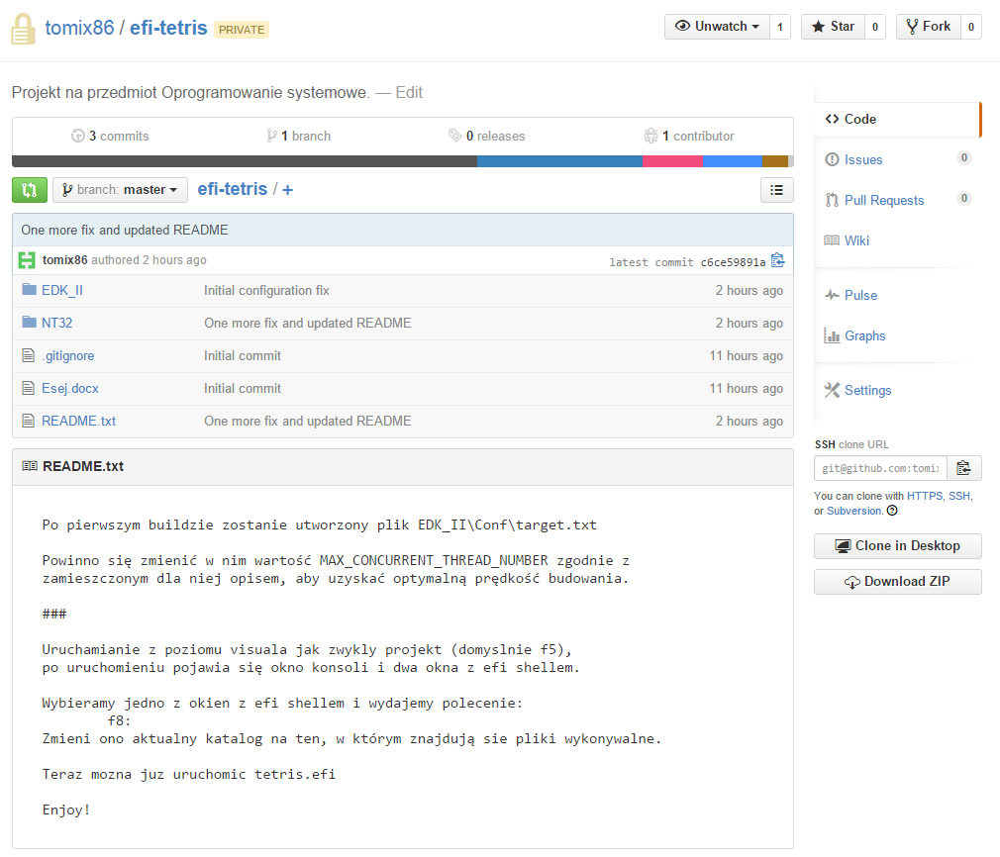 tomix86 / efi-tetris PRIVATE
Unwatch 1 Star 0 Fork 0
Projekt na przedmiot Oprogramowanie systemowe. — Edit
3 commits 1 branch 0 releases 1 contributor
branch: master efi-tetris / +
One more fix and updated README
tomix86 authored 2 hours ago latest commit c6ce59891a
EDK_II Initial configuration fix 2 hours ago
NT32 One more fix and updated README 2 hours ago
.gitignore Initial commit 11 hours ago
Esej.docx Initial commit 11 hours ago
README.txt One more fix and updated README 2 hours ago
README.txt
Po pierwszym buildzie zostanie utworzony plik EDK_II\Conf\target.txt
Powinno się zmienić w nim wartość MAX_CONCURRENT_THREAD_NUMBER zgodnie z
zamieszczonym dla niej opisem, aby uzyskać optymalną prędkość budowania.
###
Uruchamianie z poziomu visuala jak zwykly projekt (domyslnie f5),
po uruchomieniu pojawia się okno konsoli i dwa okna z efi shellem.
Wybieramy jedno z okien z efi shellem i wydajemy polecenie:
f8:
Zmieni ono aktualny katalog na ten, w którym znajdują sie pliki wykonywalne.
Teraz mozna juz uruchomic tetris.efi
Enjoy!
Code
Issues 0
Pull Requests 0
Wiki
Pulse
Graphs
Settings
SSH clone URL
git@github.com:tomi
You can clone with HTTPS, SSH,
or Subversion.
Clone in Desktop
Download ZIP